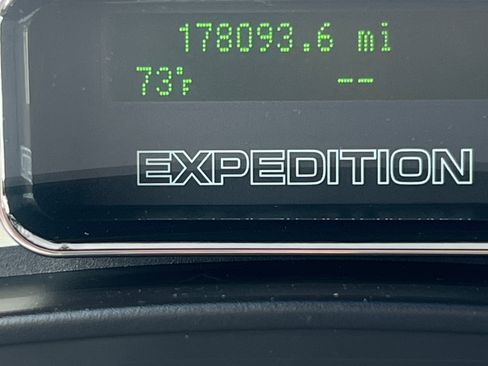 178093.6 mi
73°F --
EXPEDITION